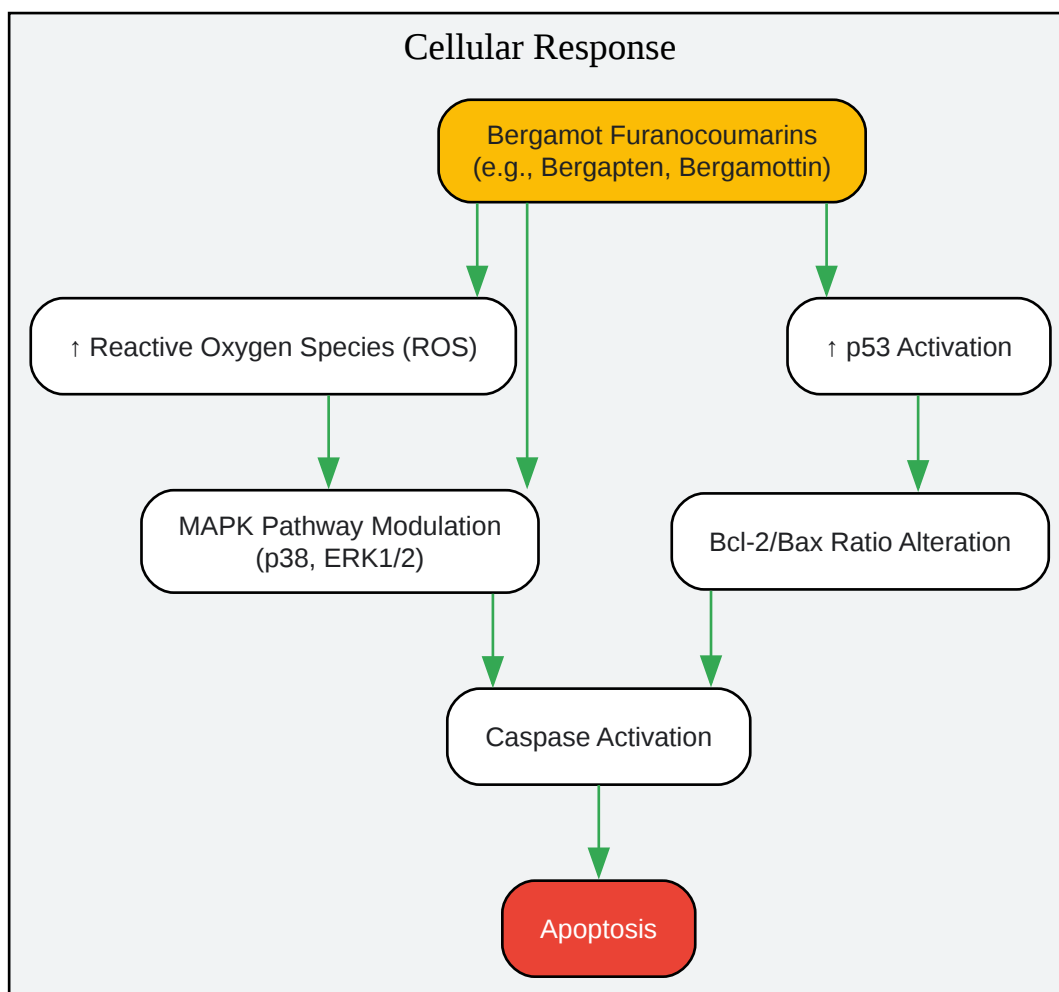 Cellular Response
Bergamot Furanocoumarins
(e.g., Bergapten, Bergamottin)
↑ Reactive Oxygen Species (ROS)
↑ p53 Activation
MAPK Pathway Modulation
(p38, ERK1/2)
Bcl-2/Bax Ratio Alteration
Caspase Activation
Apoptosis